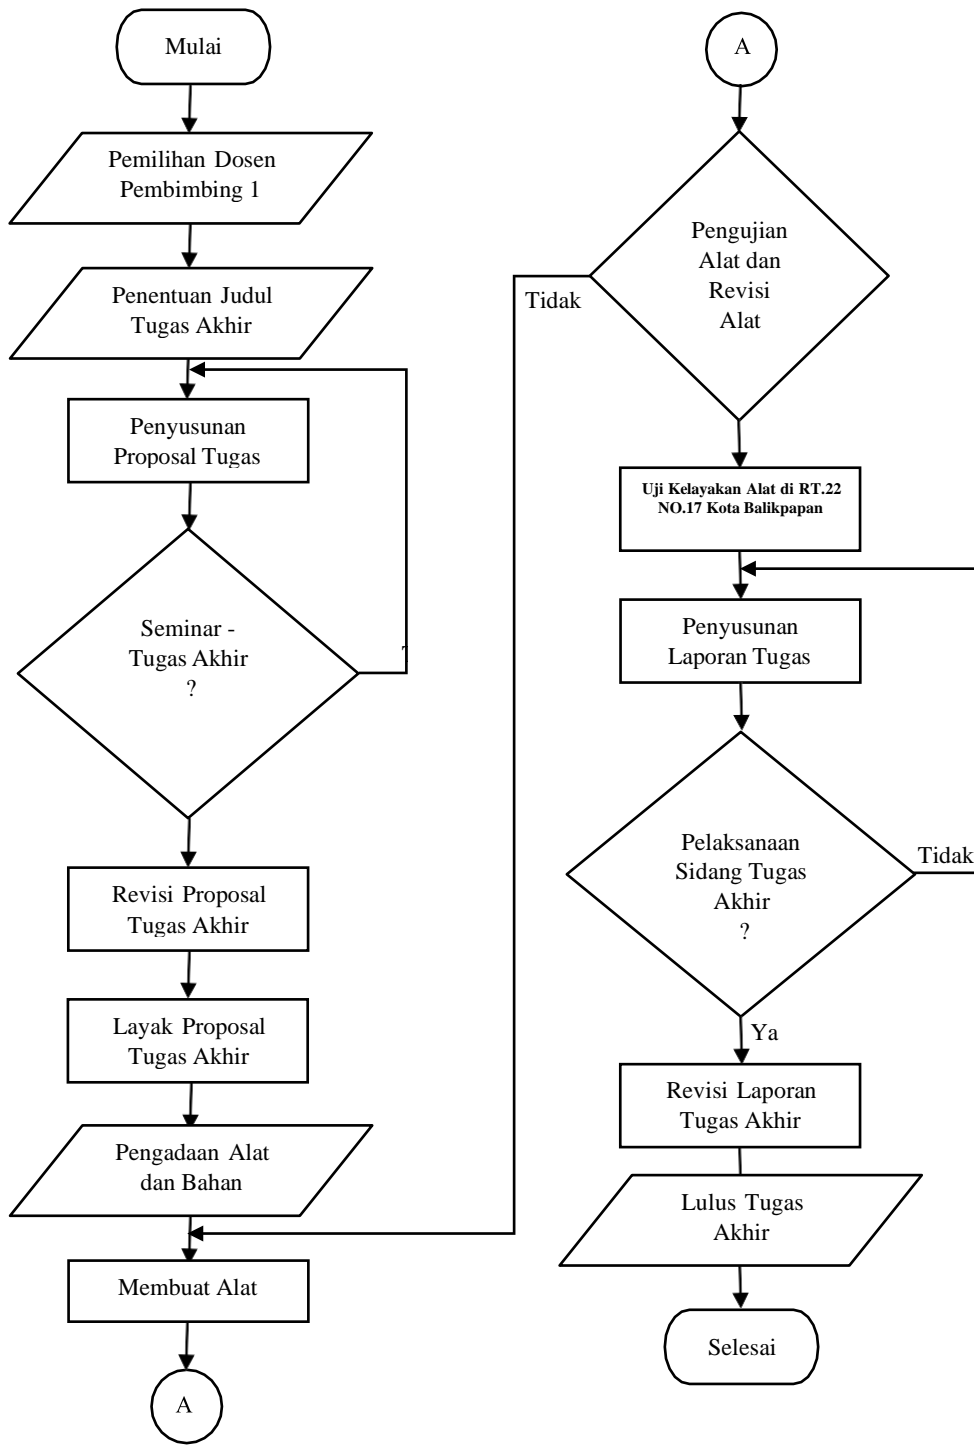 Mulai
Pemilihan Dosen
Pembimbing 1
Penentuan Judul
Tugas Akhir
Penyusunan
Proposal Tugas
Seminar -
Tugas Akhir
?
Revisi Proposal
Tugas Akhir
Layak Proposal
Tugas Akhir
Pengadaan Alat
dan Bahan
Membuat Alat
A
A
Pengujian
Alat dan
Revisi
Alat
Tidak
Uji Kelayakan Alat di RT.22
NO.17 Kota Balikpapan
Penyusunan
Laporan Tugas
Pelaksanaan
Sidang Tugas
Akhir
?
Tidak
Ya
Revisi Laporan
Tugas Akhir
Lulus Tugas
Akhir
Selesai